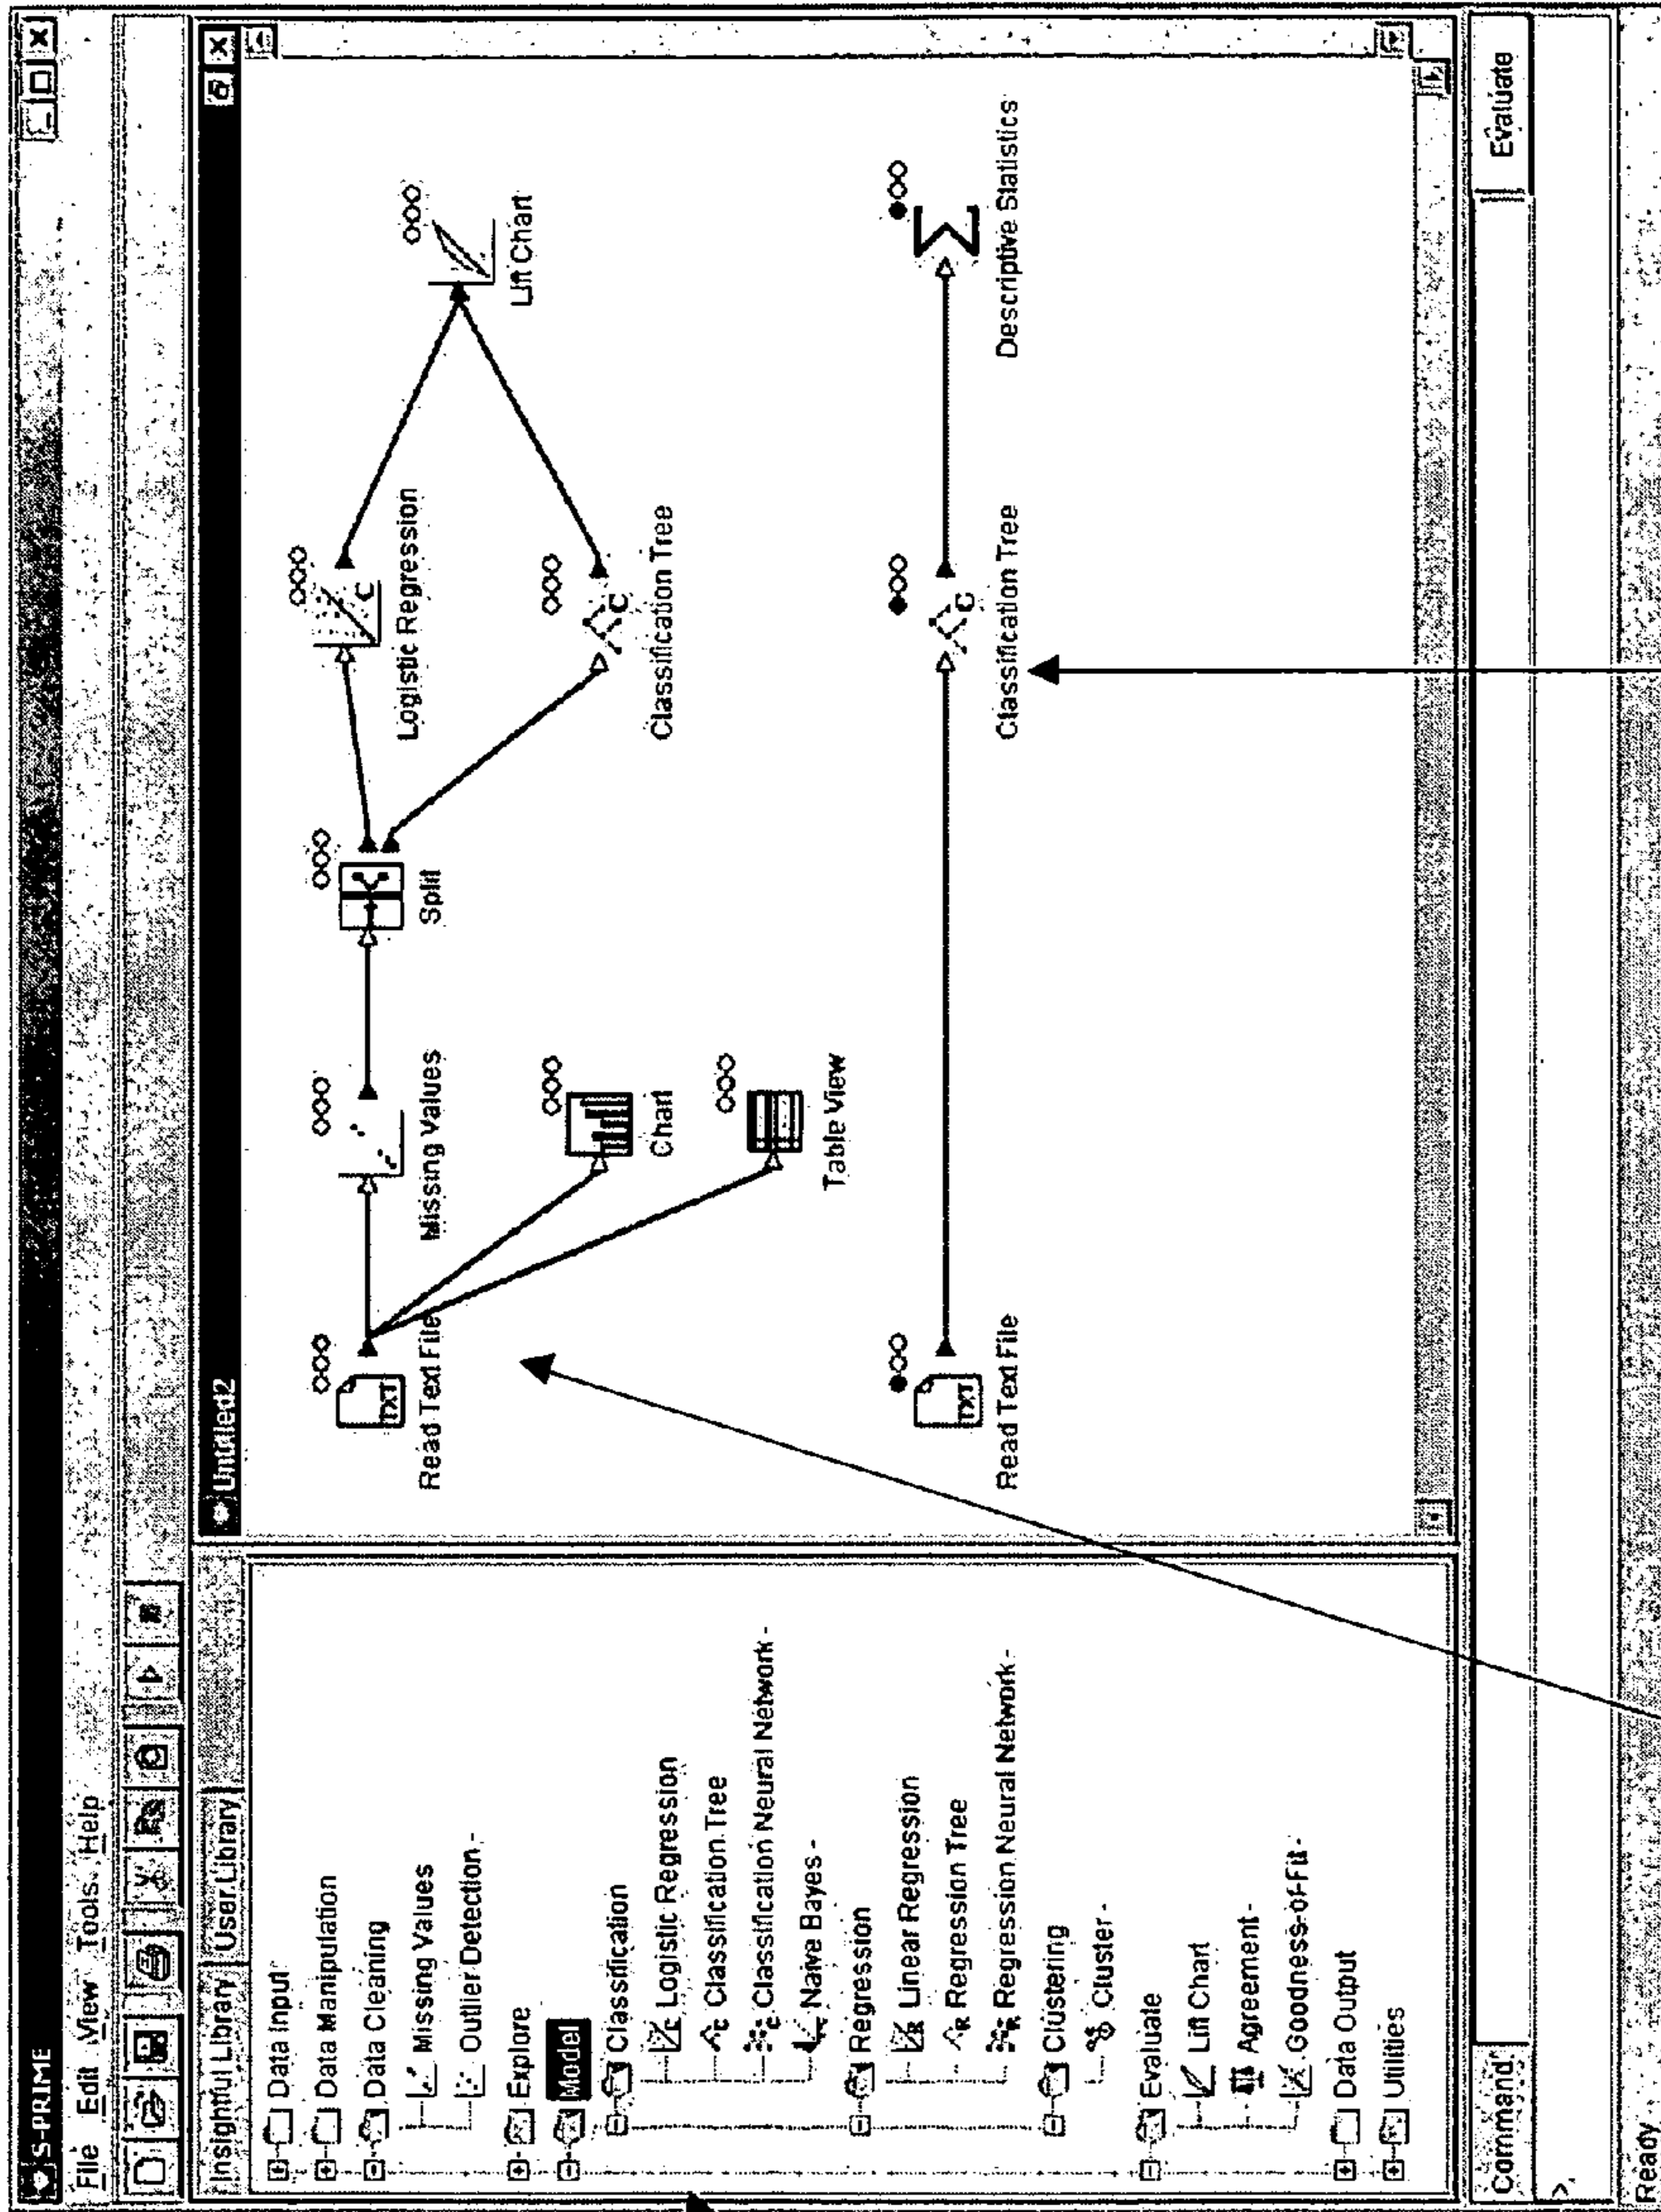 S-PRIME
File Edit View Tools Help
Insightful Library User Library
Data Input
Data Manipulation
Data Cleaning
Missing Values
Outlier Detection -
Explore
Model
Classification
Logistic Regression
Classification Tree
Classification Neural Network -
Naive Bayes -
Regression
Linear Regression
Regression Tree
Regression Neural Network -
Clustering
Cluster -
Evaluate
Lift Chart
Agreement -
Goodness-of-Fit -
Data Output
Utilities
Untitled2
TXT
Read Text File
Missing Values
Split
C
Logistic Regression
Lift Chart
Chart
C
Classification Tree
Table View
TXT
Read Text File
C
Classification Tree
Σ
Descriptive Statistics
Command
Evaluate
>
Ready